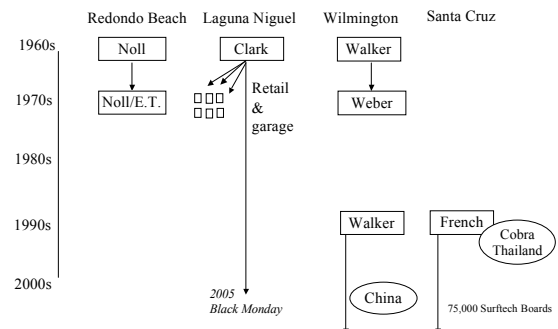 Redondo Beach Laguna Niguel Wilmington Santa Cruz
1960s Noll Clark Walker
Retail
1970s Noll/E.T. & Weber
garage
1980s
1990s Walker French Cobra
Thailand
2000s
2005 China
Black Monday 75,000 Surftech Boards